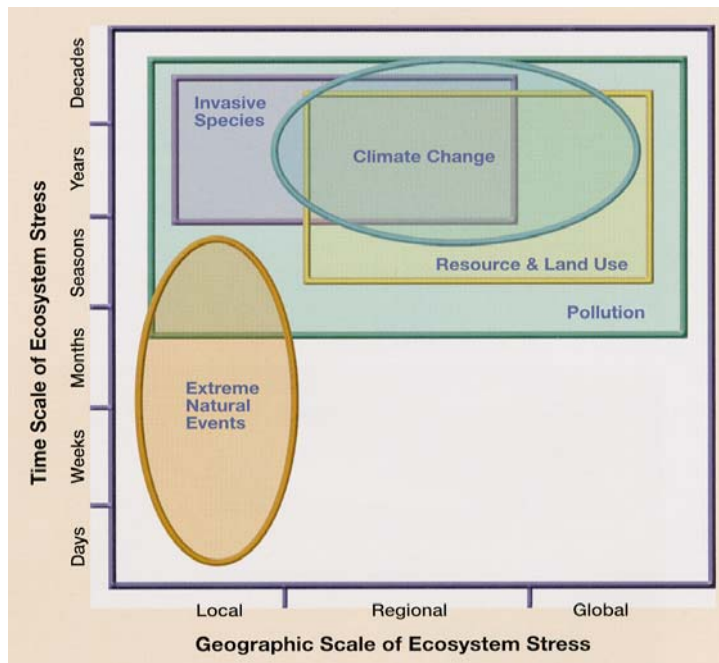 Time Scale of Ecosystem Stress
Decades
Years
Seasons
Months
Weeks
Days
Invasive
Species
Climate Change
Resource & Land Use
Pollution
Extreme
Natural
Events
Local
Regional
Global
Geographic Scale of Ecosystem Stress